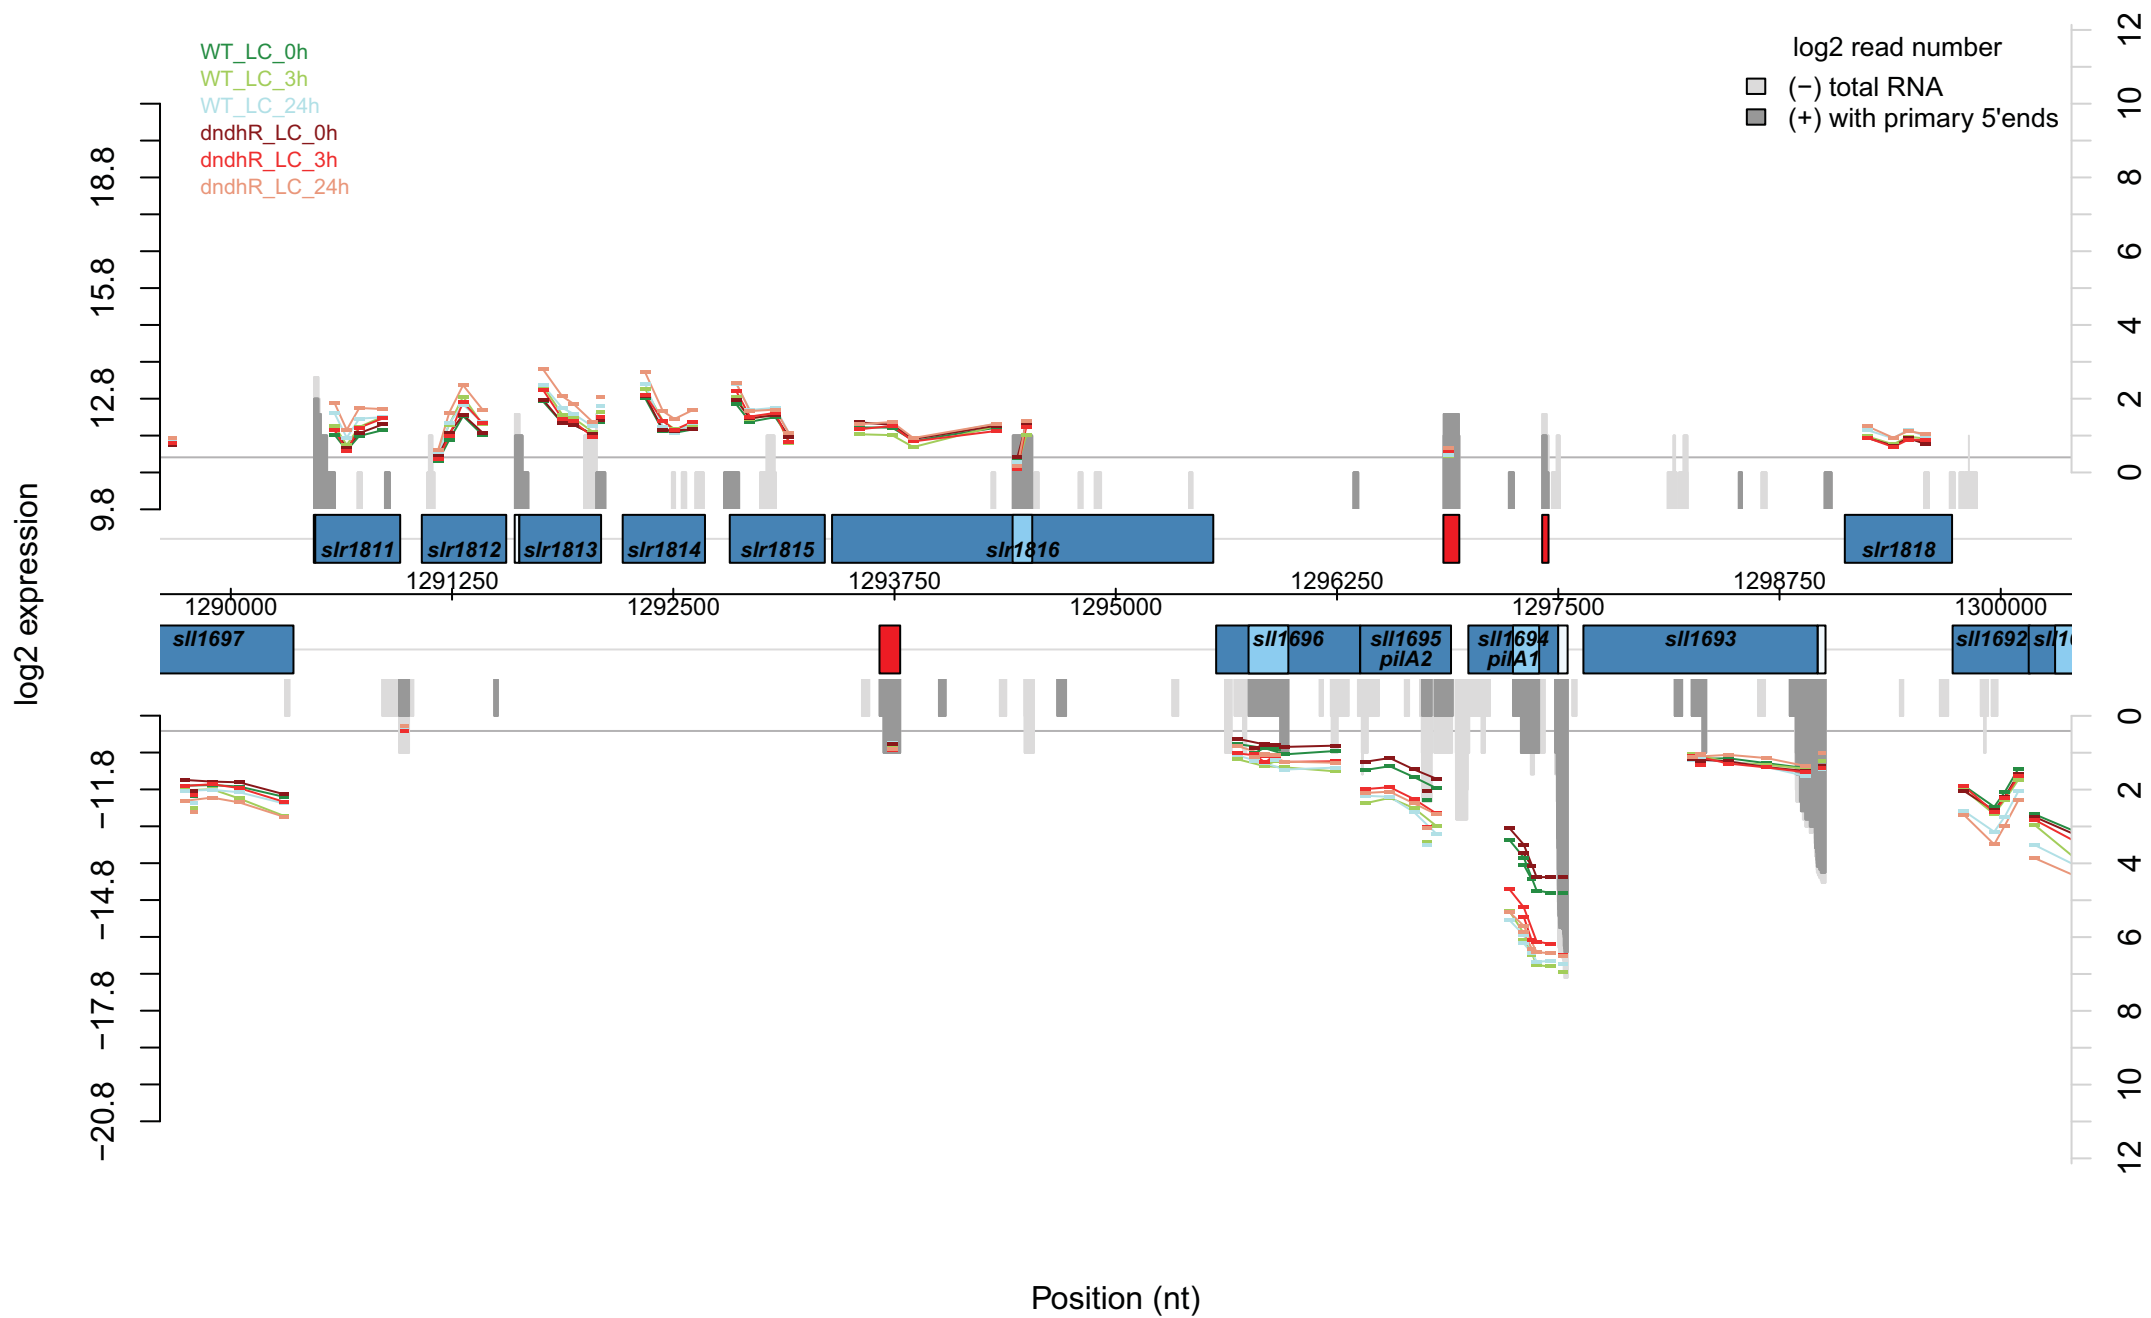 WT_LC_0h
WT_LC_3h
WT_LC_24h
dndhR_LC_0h
dndhR_LC_3h
dndhR_LC_24h
log2 read number
(−) total RNA
(+) with primary 5'ends
log2 expression
18.8
15.8
12.8
9.8
12
10
8
6
4
2
0
slr1811
slr1812
slr1813
slr1814
slr1815
slr1816
slr1818
1291250
1293750
1296250
1298750
1290000
1292500
1295000
1297500
1300000
sll1697
sll1696
sll1695
pilA2
sll1694
pilA1
sll1693
sll1692
−11.8
−14.8
−17.8
−20.8
0
2
4
6
8
10
12
Position (nt)